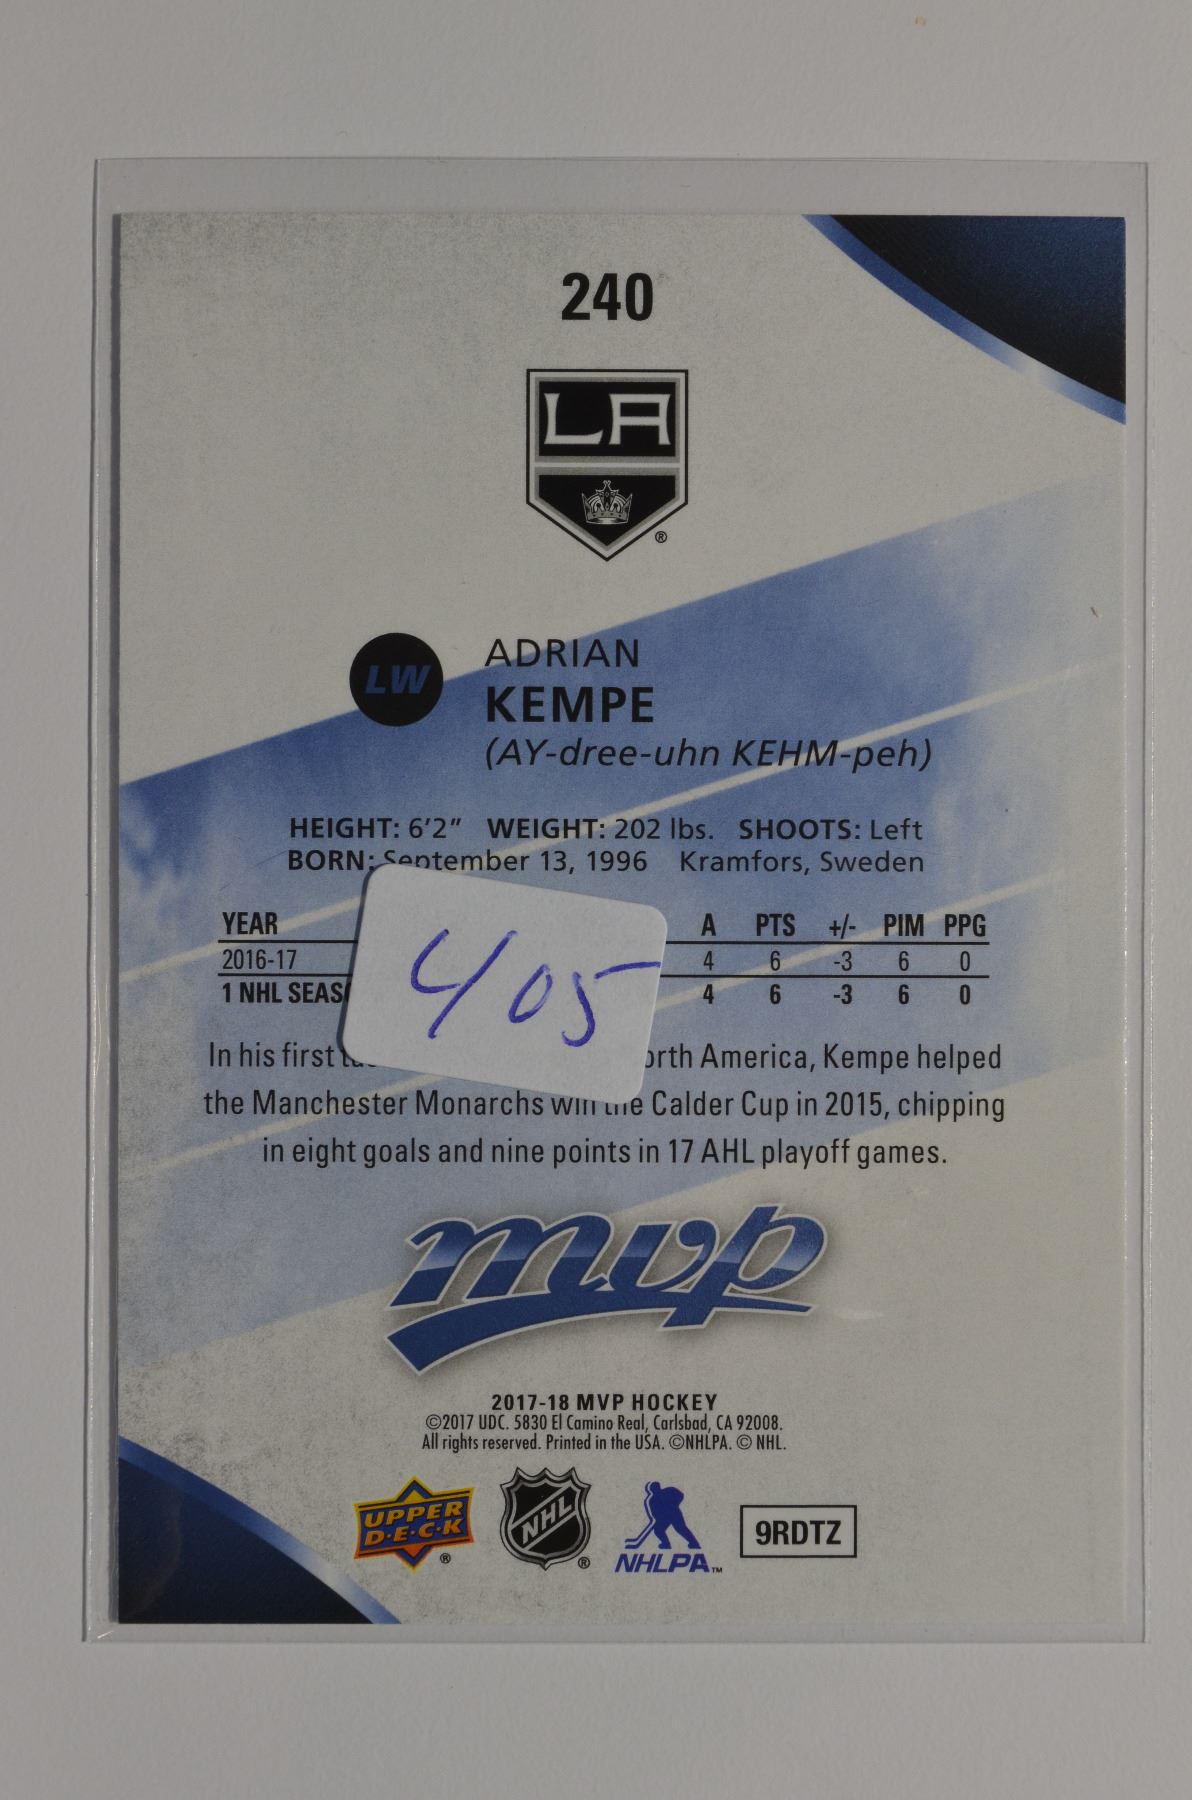 240
LA
®
LW
ADRIAN
KEMPE
(AY-dree-uhn KEHM-peh)
HEIGHT: 6'2" WEIGHT: 202 lbs. SHOOTS: Left
BORN: September 13, 1996 Kramfors, Sweden
YEAR A PTS +/- PIM PPG
2016-17 4 6 -3 6 0
1 NHL SEAS 4 6 -3 6 0
405
In his first America, Kempe helped
the Manchester Monarchs win the Calder Cup in 2015, chipping
in eight goals and nine points in 17 AHL playoff games.
mvp
2017-18 MVP HOCKEY
©2017 UDC. 5830 El Camino Real, Carlsbad, CA 92008.
All rights reserved. Printed in the USA. ©NHLPA. © NHL.
UPPER
D·E·C·K
®
NHL
®
NHLPA™
9RDTZ